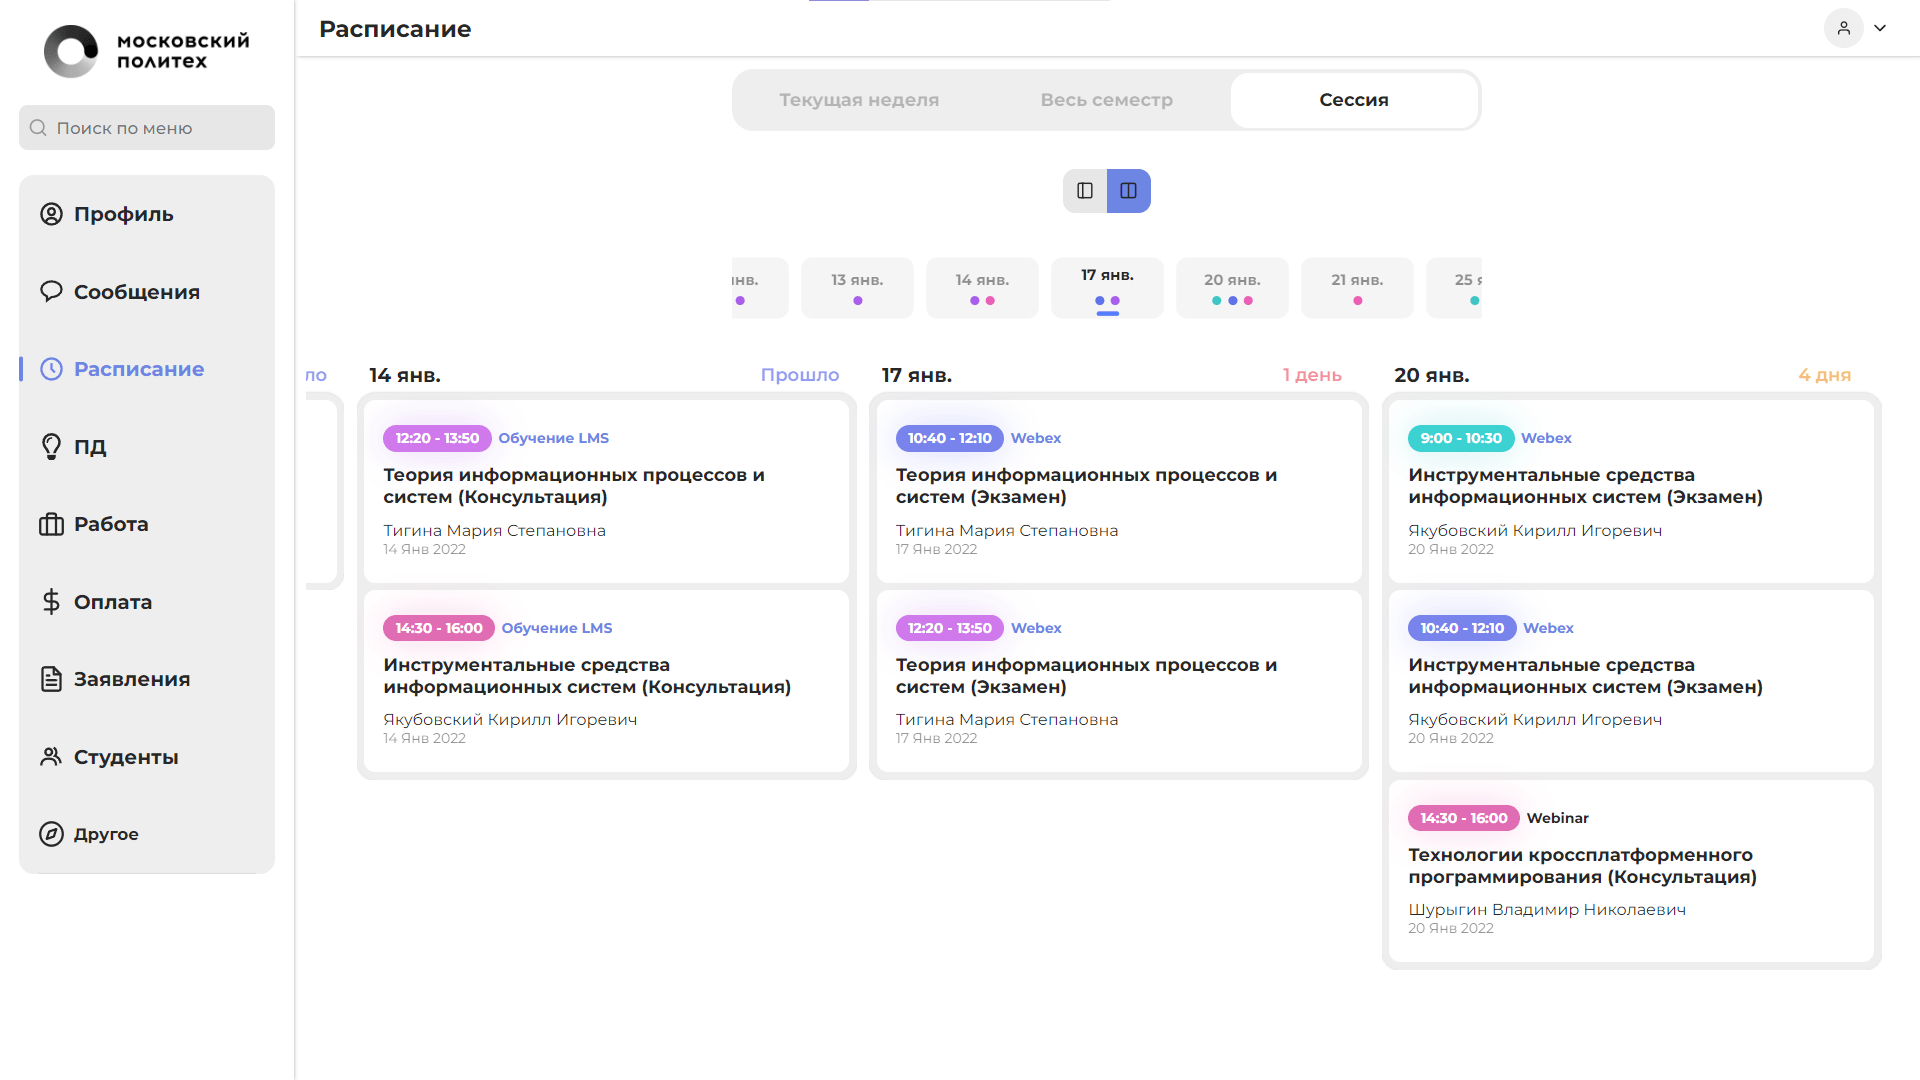 московский
политех
Поиск по меню
Профиль
Сообщения
Расписание
ПД
Работа
Оплата
Заявления
Студенты
Другое
Расписание
Текущая неделя
Весь семестр
Сессия
13 янв.
14 янв.
17 янв.
20 янв.
21 янв.
25
14 янв.
Прошло
12:20 - 13:50 Обучение LMS
Теория информационных процессов и
систем (Консультация)
Тигина Мария Степановна
14 Янв 2022
14:30 - 16:00 Обучение LMS
Инструментальные средства
информационных систем (Консультация)
Якубовский Кирилл Игоревич
14 Янв 2022
17 янв.
1 день
10:40 - 12:10 Webex
Теория информационных процессов и
систем (Экзамен)
Тигина Мария Степановна
17 Янв 2022
12:20 - 13:50 Webex
Теория информационных процессов и
систем (Экзамен)
Тигина Мария Степановна
17 Янв 2022
20 янв.
4 дня
9:00 - 10:30 Webex
Инструментальные средства
информационных систем (Экзамен)
Якубовский Кирилл Игоревич
20 Янв 2022
10:40 - 12:10 Webex
Инструментальные средства
информационных систем (Экзамен)
Якубовский Кирилл Игоревич
20 Янв 2022
14:30 - 16:00 Webinar
Технологии кроссплатформенного
программирования (Консультация)
Шурыгин Владимир Николаевич
20 Янв 2022